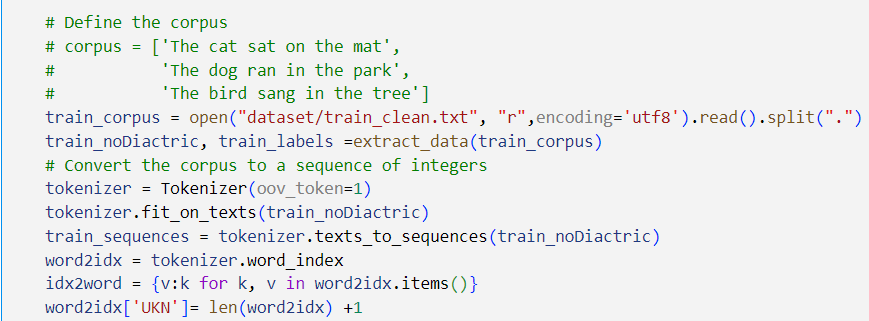 # Define the corpus
# corpus = ['The cat sat on the mat',
#           'The dog ran in the park',
#           'The bird sang in the tree']
train_corpus = open("dataset/train_clean.txt", "r",encoding='utf8').read().split(".")
train_noDiactric, train_labels =extract_data(train_corpus)
# Convert the corpus to a sequence of integers
tokenizer = Tokenizer(oov_token=1)
tokenizer.fit_on_texts(train_noDiactric)
train_sequences = tokenizer.texts_to_sequences(train_noDiactric)
word2idx = tokenizer.word_index
idx2word = {v:k for k, v in word2idx.items()}
word2idx['UKN']= len(word2idx) +1